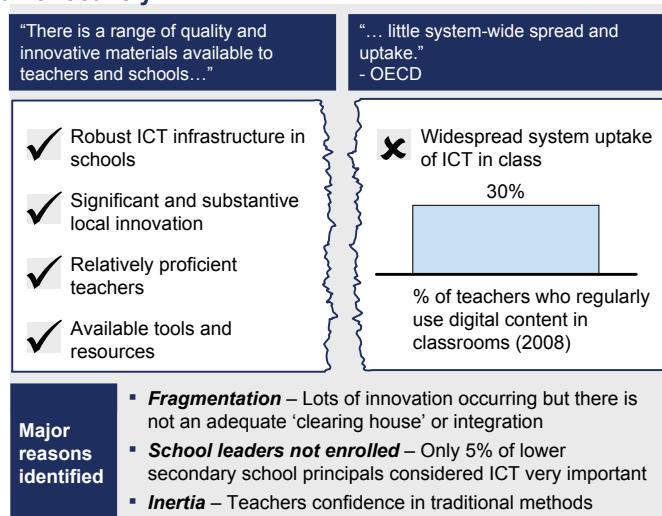 “There is a range of quality and
innovative materials available to
teachers and schools…”
“… little system-wide spread and
uptake.”
- OECD
Robust ICT infrastructure in
schools
Significant and substantive
local innovation
Relatively proficient
teachers
Available tools and
resources
Widespread system uptake
of ICT in class
30%
% of teachers who regularly
use digital content in
classrooms (2008)
Major
reasons
identified
▪ Fragmentation – Lots of innovation occurring but there is
not an adequate ‘clearing house’ or integration
▪ School leaders not enrolled – Only 5% of lower
secondary school principals considered ICT very important
▪ Inertia – Teachers confidence in traditional methods